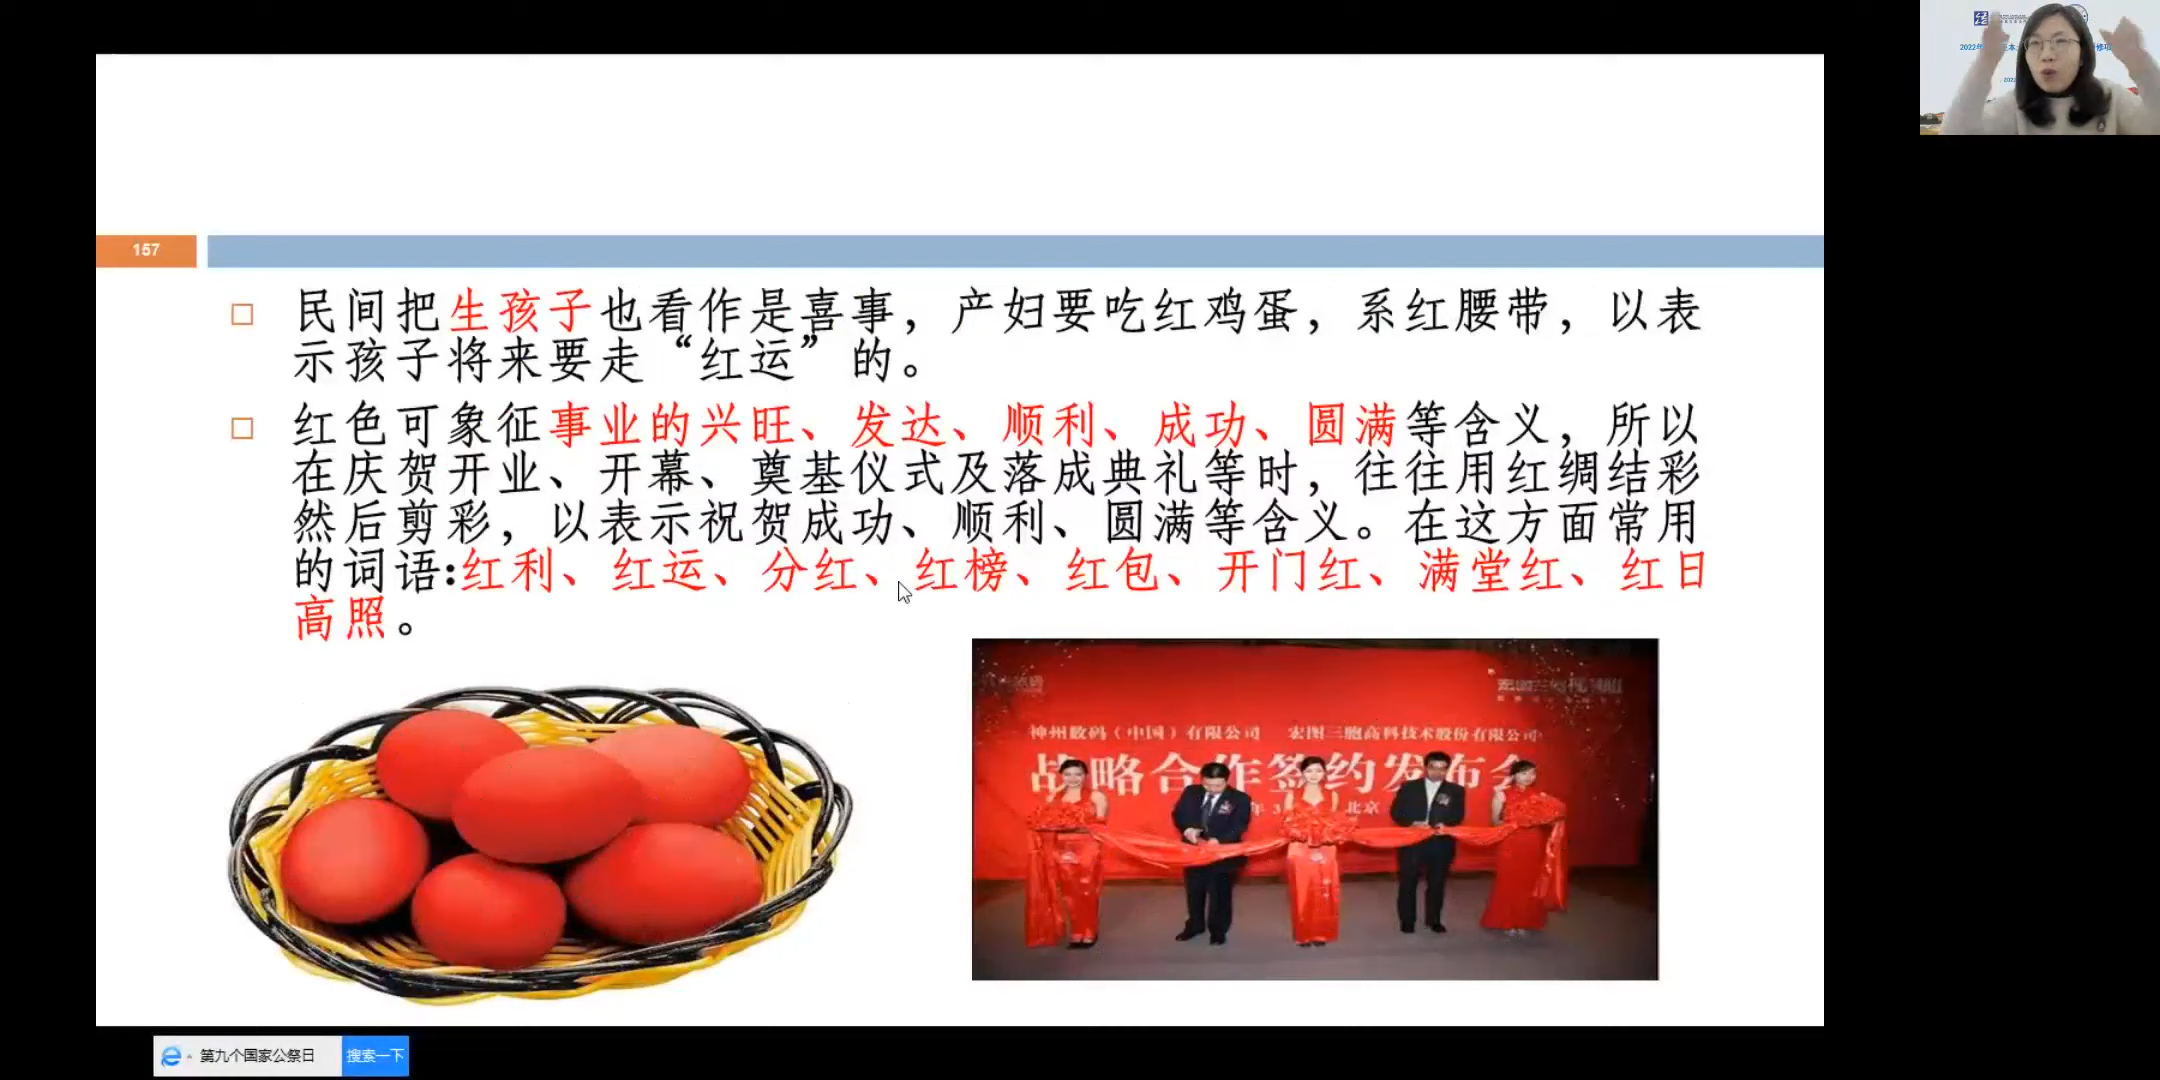 157
民间把生孩子也看作是喜事，产妇要吃红鸡蛋，系红腰带，以表
示孩子将来要走“红运”的。
红色可象征事业的兴旺、发达、顺利、成功、圆满等含义，所以
在庆贺开业、开幕、奠基仪式及落成典礼等时，往往用红绸结彩
然后剪彩，以表示祝贺成功、顺利、圆满等含义。在这方面常用
的词语:红利、红运、分红、红榜、红包、开门红、满堂红、红日
高照。
神州数码（中国）有限公司 宏图三胞高科技术股份有限公司
战略合作签约发布会
北京
第九个国家公祭日 搜索一下
2022年